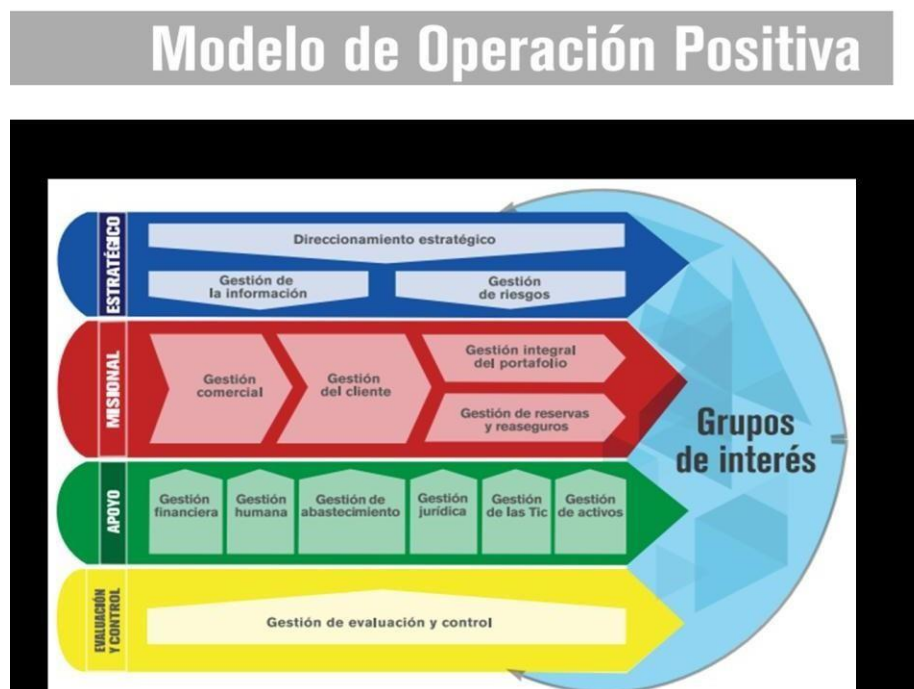 Modelo de Operación Positiva
ESTRATÉGICO
Direccionamiento estratégico
Gestión de
la información
Gestión
de riesgos
MISIONAL
Gestión
comercial
Gestión
del cliente
Gestión integral
del portafolio
Gestión de reservas
y reaseguros
Grupos
de interés
APOYO
Gestión
financiera
Gestión
humana
Gestión de
abastecimiento
Gestión
jurídica
Gestión
de las Tic
Gestión
de activos
EVALUACIÓN
Y CONTROL
Gestión de evaluación y control